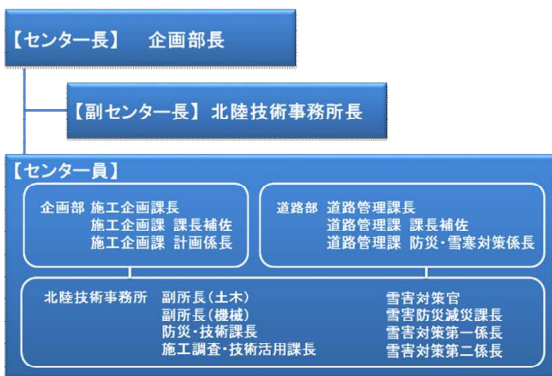 【センター長】 企画部長
【副センター長】北陸技術事務所長
【センター員】
企画部 施工企画課長
施工企画課 課長補佐
施工企画課 計画係長
道路部 道路管理課長
道路管理課 課長補佐
道路管理課 防災・雪寒対策係長
北陸技術事務所 副所長(土木)
副所長(機械)
防災・技術課長
施工調査・技術活用課長
雪害対策官
雪害防災減災課長
雪害対策第一係長
雪害対策第二係長